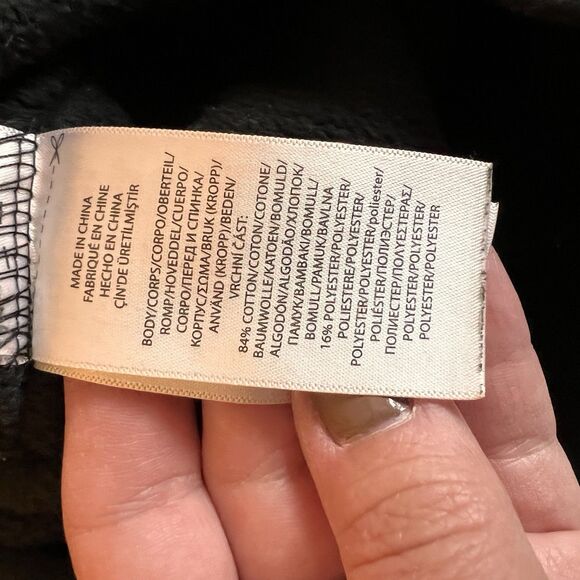 MADE IN CHINA
FABRIQUÉ EN CHINE
HECHO EN CHINA
ÇİN'DE ÜRETİLMİŞTİR
BODY/CORPS/CORPO/OBERTEIL/
ROMP/HOVEDDEL/CUERPO/
CORPO/ПЕРЕД И СПИНКА/
КОРПУС/ΣΩΜΑ/BRUK (KROPP)/
ANVÄND (KROPP)/BEDEN/
VRCHNÍ ČÁST:
84% COTTON/COTON/COTONE/
BAUMWOLLE/KATOEN/BOMULD/
ALGODÓN/ALGODÃO/ХЛОПОК/
ПАМУК/ΒΑΜΒΑΚΙ/BOMULL/
BOMULL/PAMUK/BAVLNA
16% POLYESTER/POLYESTER/
POLIESTERE/POLYESTER/
POLYESTER/POLYESTER/poliester/
POLIÉSTER/ПОЛИЭСТЕР/
ПОЛИЕСТЕР/ΠΟΛΥΕΣΤΕΡΑΣ/
POLYESTER/POLYESTER/
POLYESTER/POLYESTER